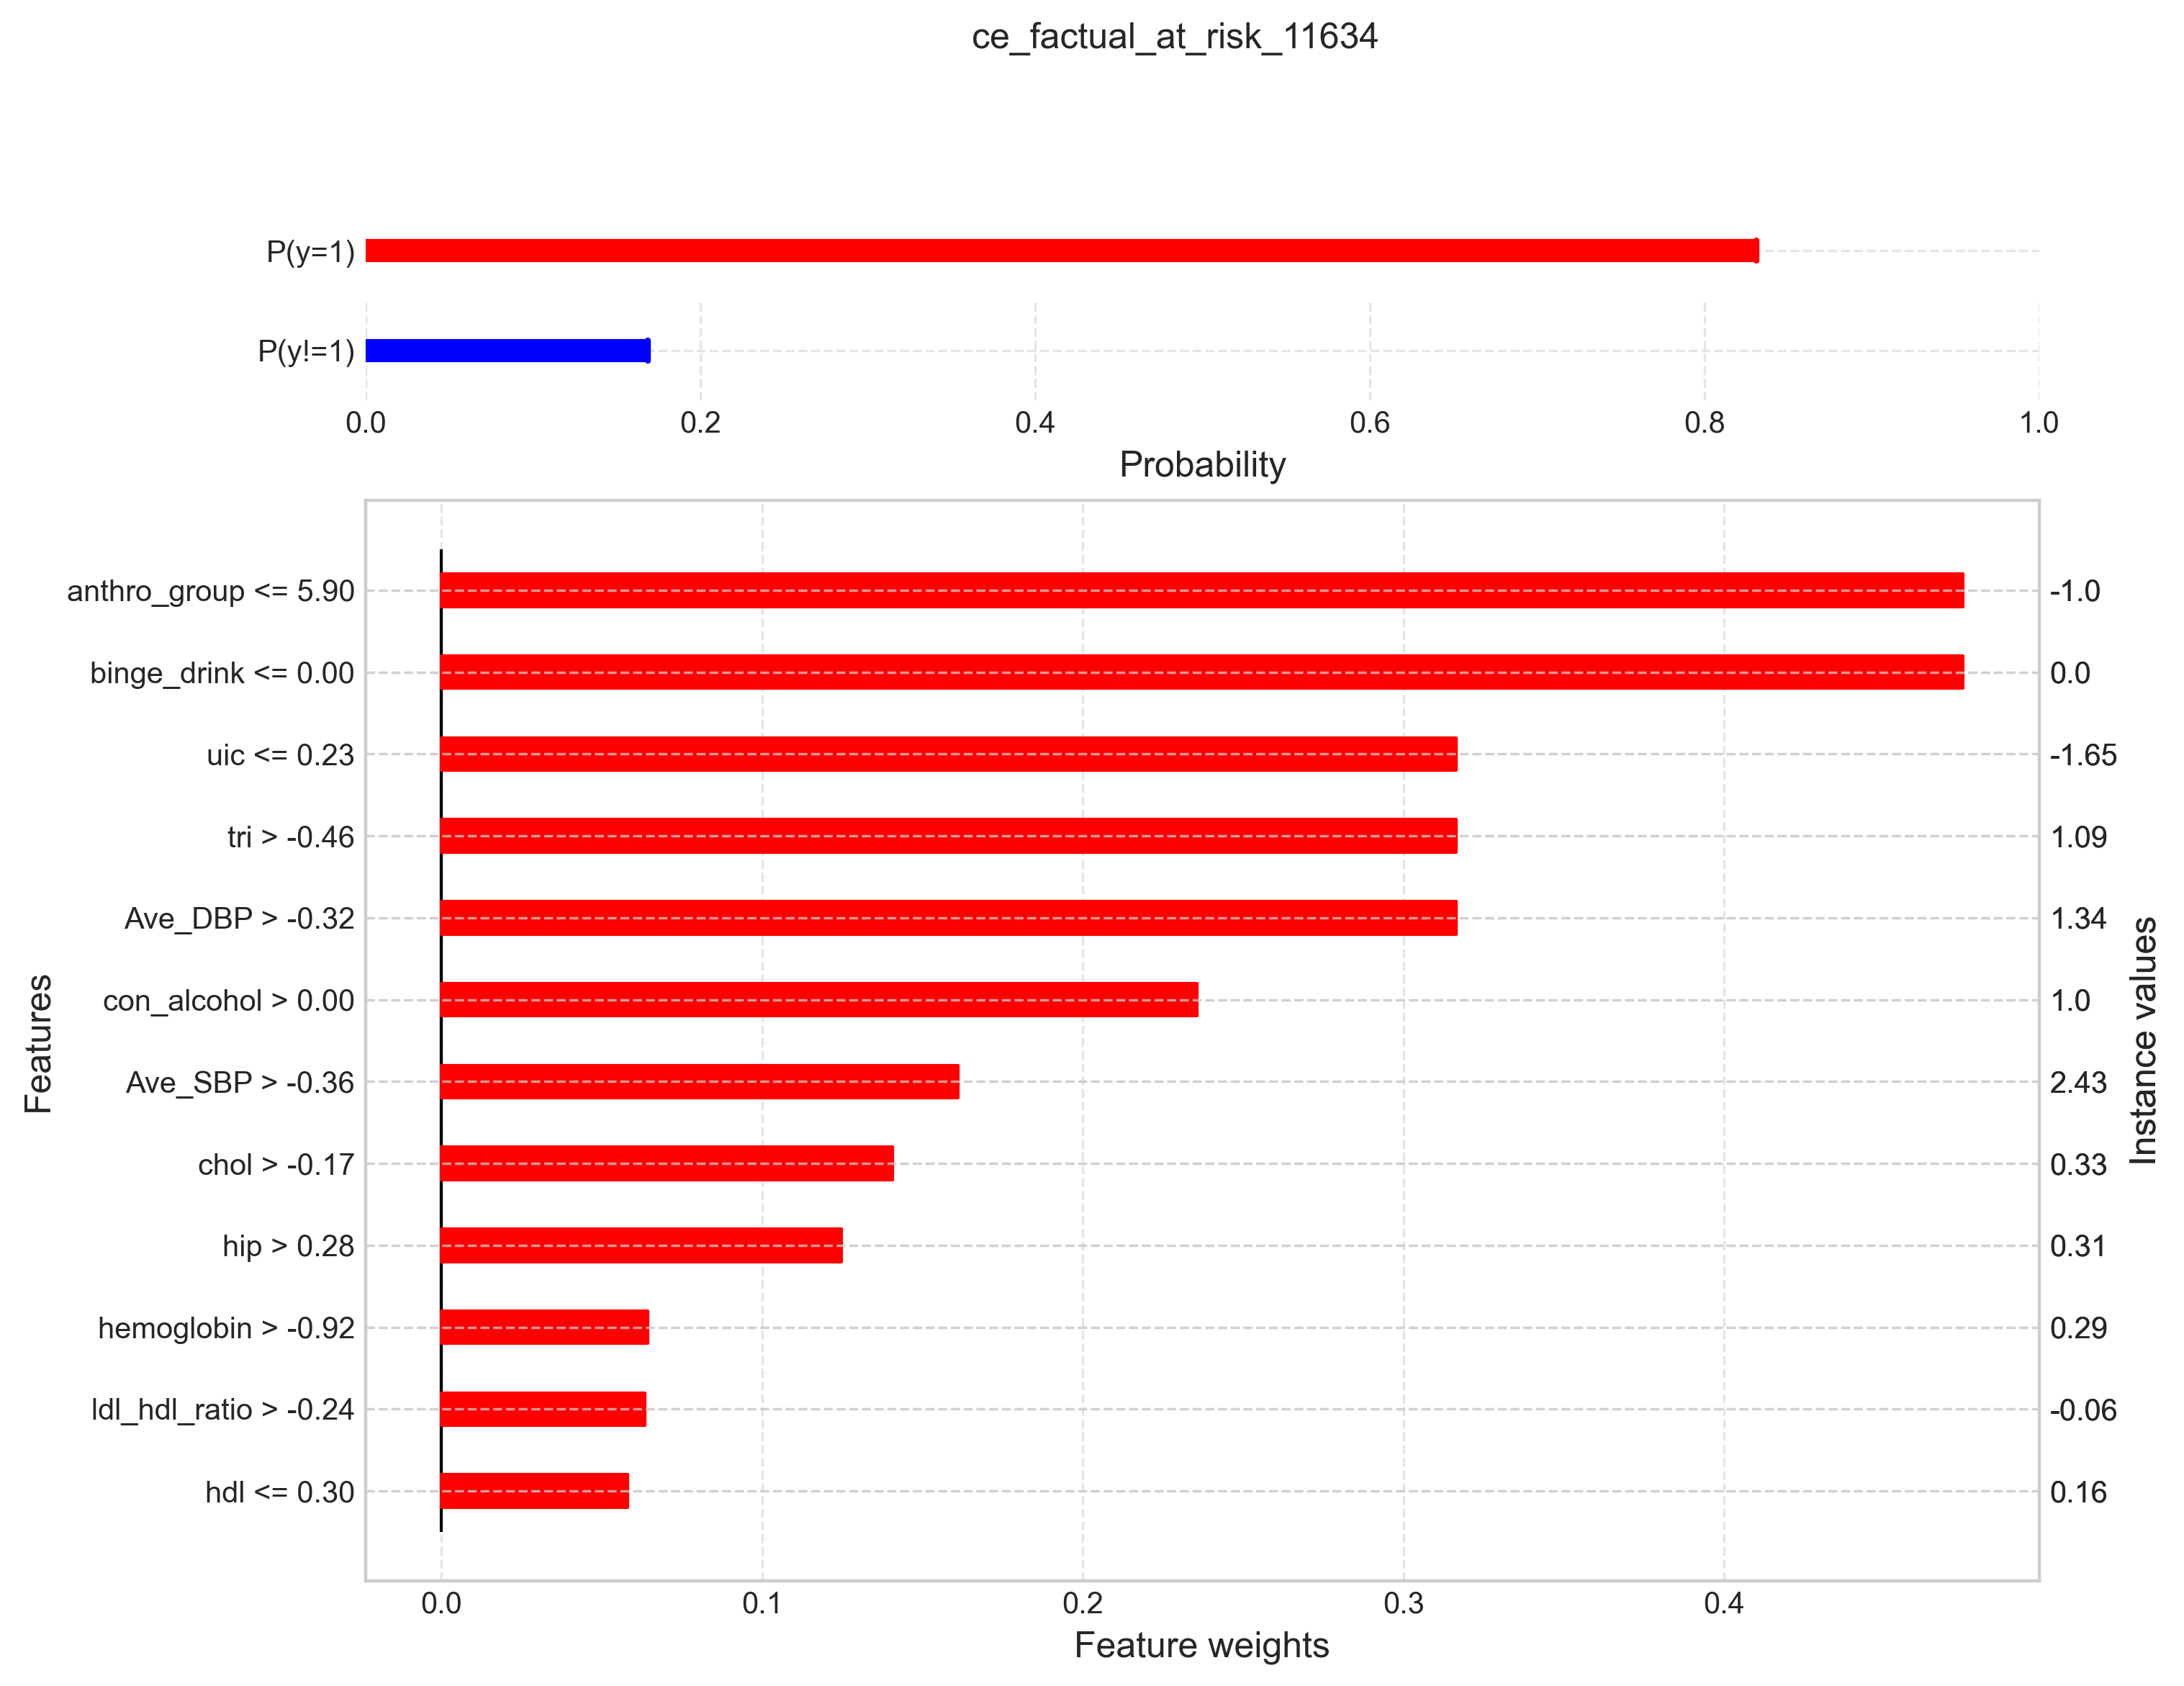 ce_factual_at_risk_11634
P(y=1)
P(y!=1)
0.0 0.2 0.4 0.6 0.8 1.0
Probability
anthro_group <= 5.90 -1.0
binge_drink <= 0.00 0.0
uic <= 0.23 -1.65
tri > -0.46 1.09
Ave_DBP > -0.32 1.34
con_alcohol > 0.00 1.0
Ave_SBP > -0.36 2.43
chol > -0.17 0.33
hip > 0.28 0.31
hemoglobin > -0.92 0.29
ldl_hdl_ratio > -0.24 -0.06
hdl <= 0.30 0.16
Features
Instance values
0.0 0.1 0.2 0.3 0.4
Feature weights